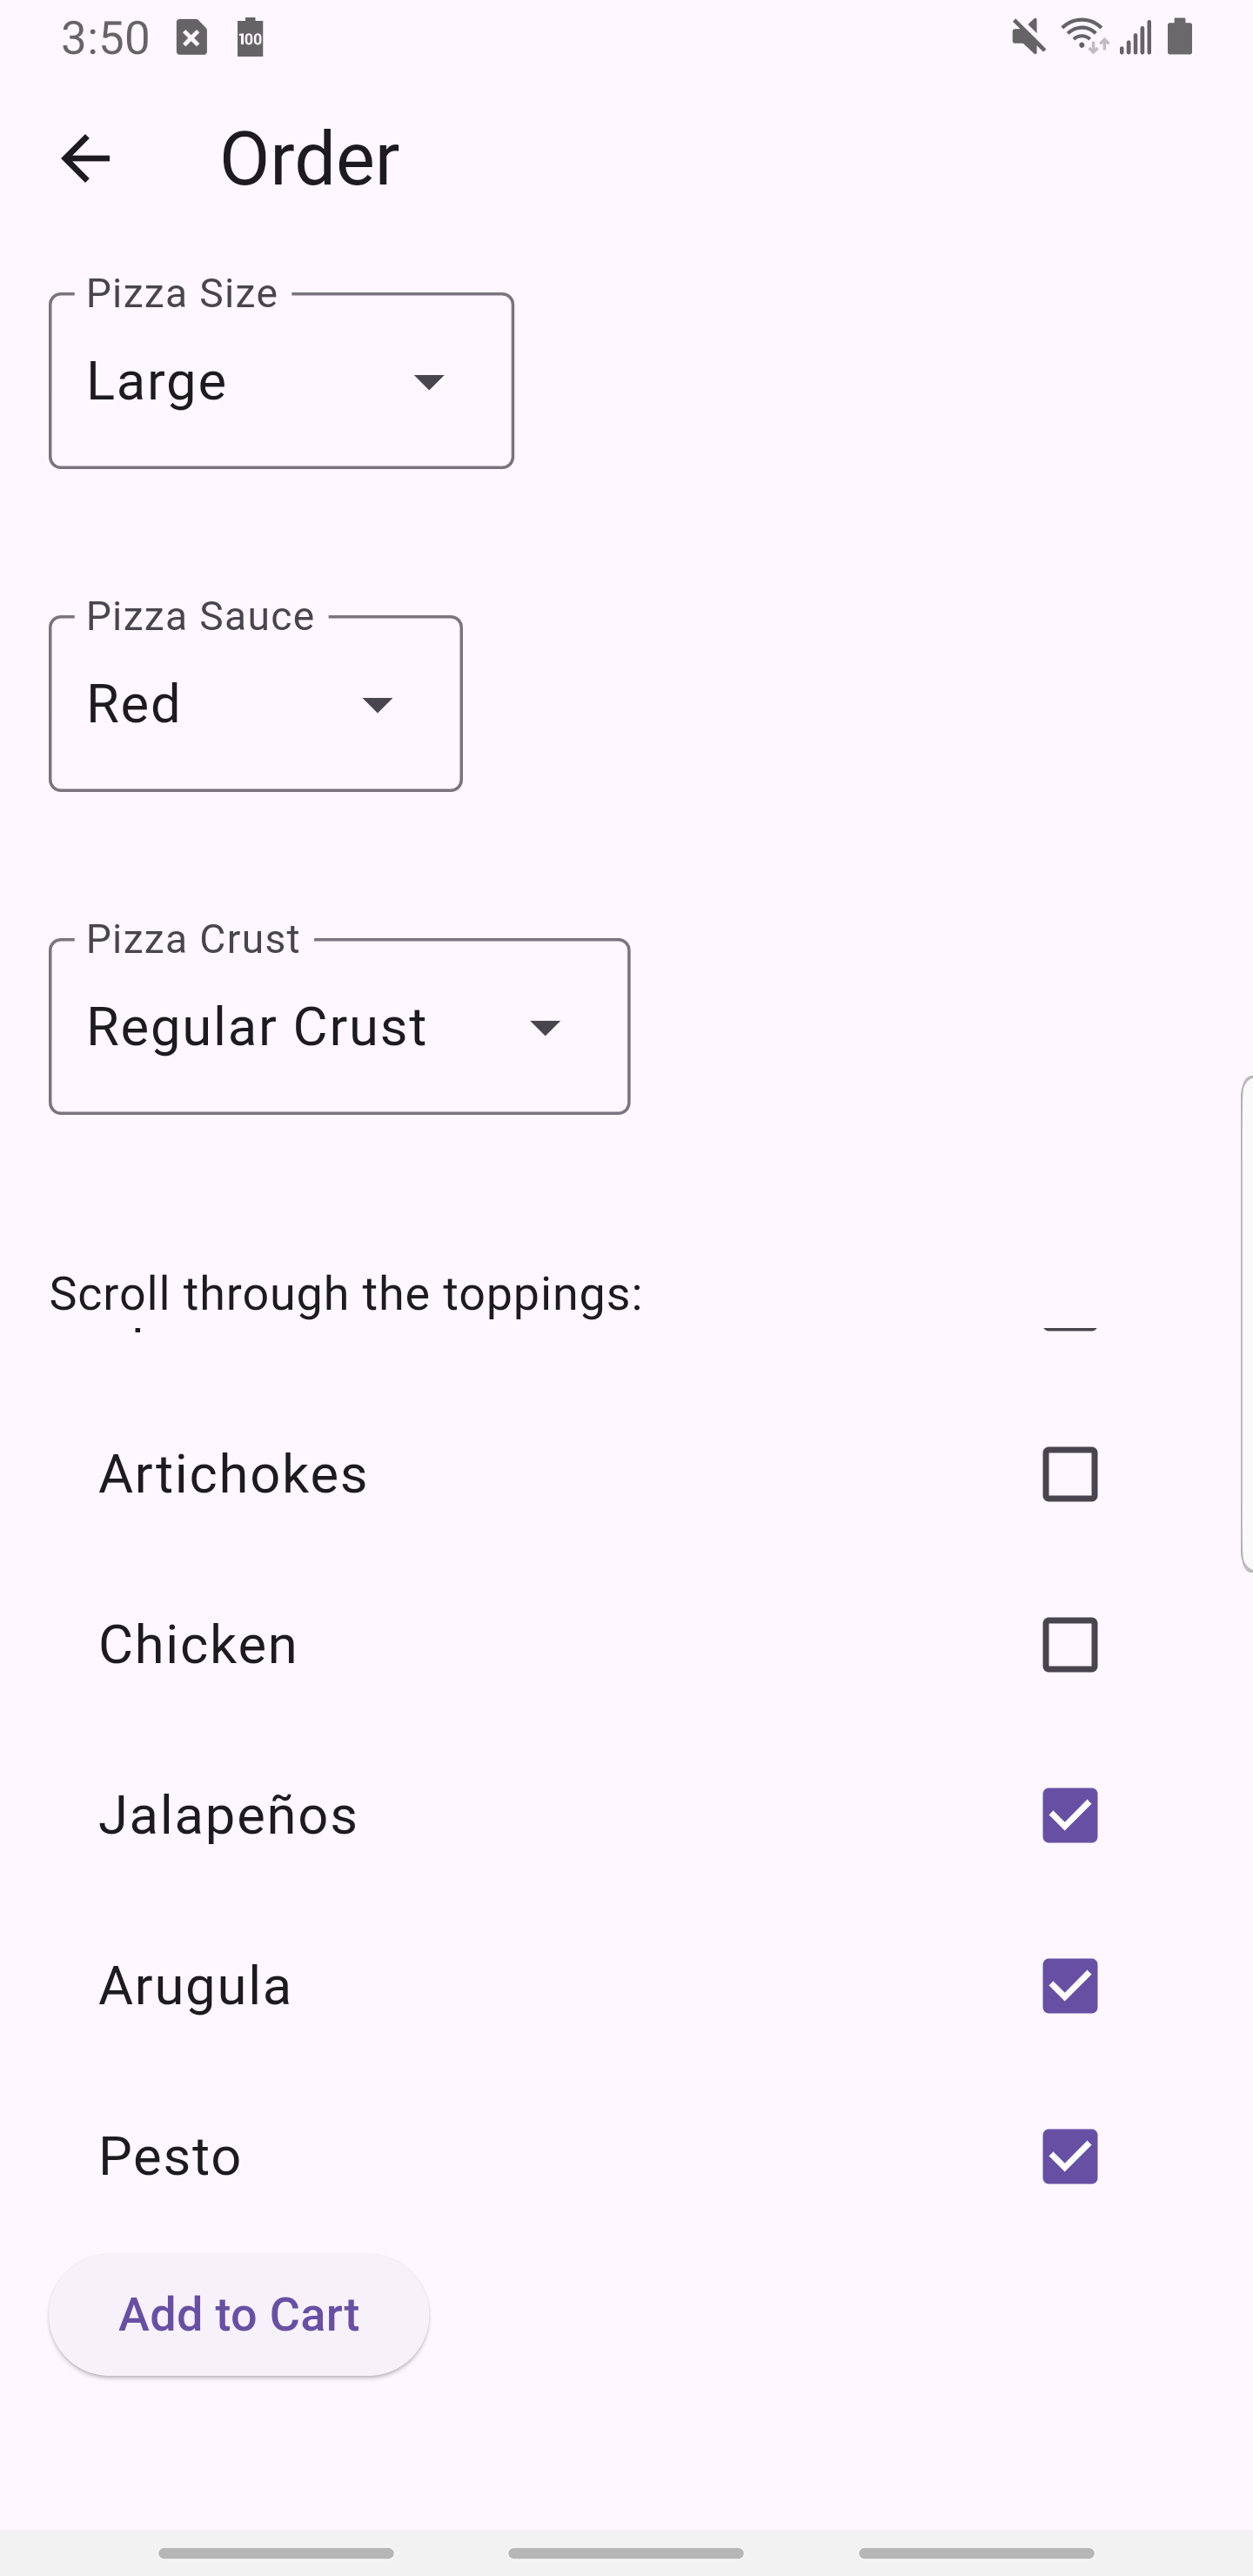 3:50
100
Order
Pizza Size
Large
Pizza Sauce
Red
Pizza Crust
Regular Crust
Scroll through the toppings:
Artichokes
Chicken
Jalapeños
Arugula
Pesto
Add to Cart